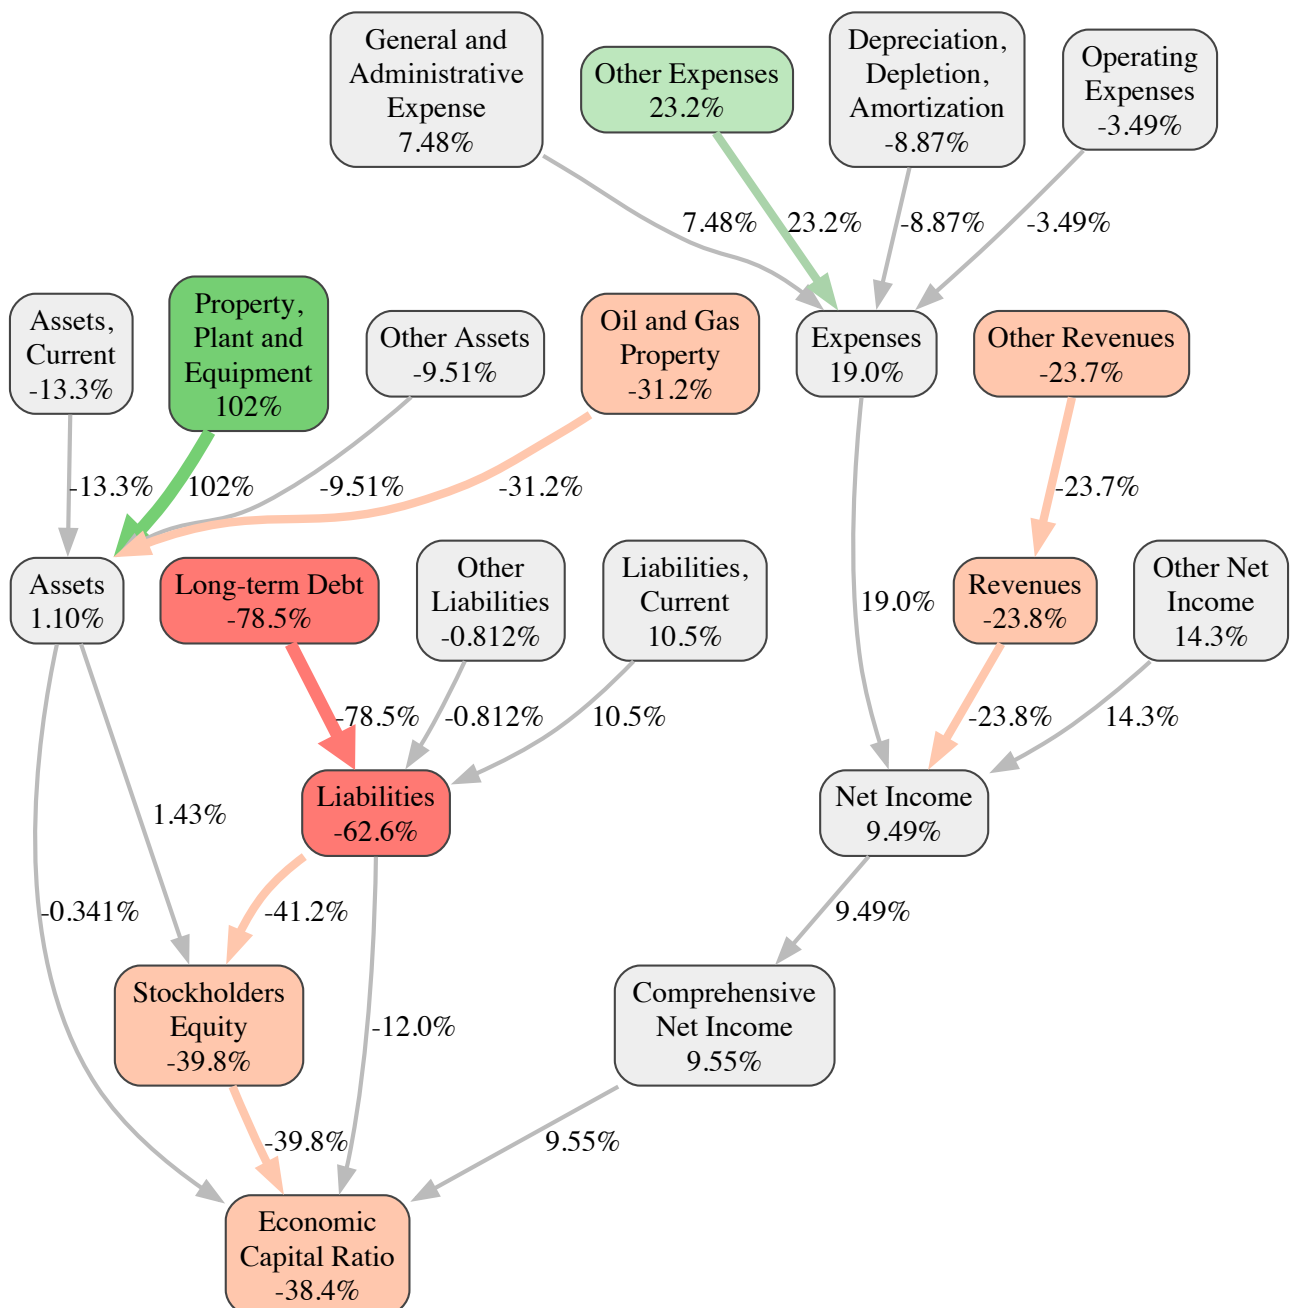 General and
Administrative
Expense
7.48%
Other Expenses
23.2%
Depreciation,
Depletion,
Amortization
-8.87%
Operating
Expenses
-3.49%
7.48%
23.2%
-8.87%
-3.49%
Assets,
Current
-13.3%
Property,
Plant and
Equipment
102%
Other Assets
-9.51%
Oil and Gas
Property
-31.2%
Expenses
19.0%
Other Revenues
-23.7%
-13.3%
102%
-9.51%
-31.2%
-23.7%
Assets
1.10%
Long-term Debt
-78.5%
Other
Liabilities
-0.812%
Liabilities,
Current
10.5%
19.0%
Revenues
-23.8%
Other Net
Income
14.3%
-78.5%
-0.812%
10.5%
-23.8%
14.3%
1.43%
Liabilities
-62.6%
Net Income
9.49%
-0.341%
-41.2%
9.49%
Stockholders
Equity
-39.8%
-12.0%
Comprehensive
Net Income
9.55%
-39.8%
9.55%
Economic
Capital Ratio
-38.4%